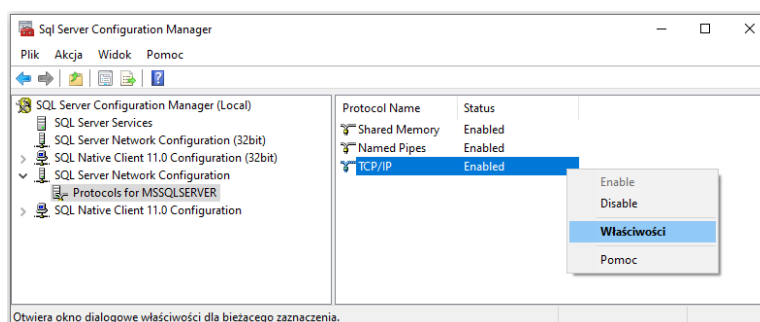 Sql Server Configuration Manager
Plik Akcja Widok Pomoc
SQL Server Configuration Manager (Local)
SQL Server Services
SQL Server Network Configuration (32bit)
SQL Native Client 11.0 Configuration (32bit)
SQL Server Network Configuration
Protocols for MSSQLSERVER
SQL Native Client 11.0 Configuration
Protocol Name Status
Shared Memory Enabled
Named Pipes Enabled
TCP/IP Enabled
Enable
Disable
Właściwości
Pomoc
Otwiera okno dialogowe właściwości dla bieżącego zaznaczenia.